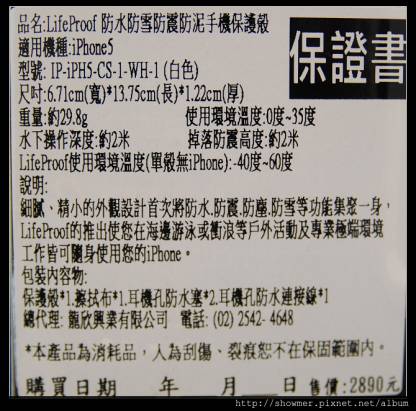 品名:LifeProof 防水防雪防震防泥手機保護殼
適用機種:iPhone5
保證書
型號: IP-iPH5-CS-1-WH-1 (白色)
尺吋:6.71cm(寬)*13.75cm(長)*1.22cm(厚)
重量:約29.8g 使用環境溫度:0度~35度
水下操作深度:約2米 掉落防震高度:約2米
LifeProof使用環境溫度(單殼無iPhone):-40度~60度
說明:
細膩、精小的外觀設計首次將防水.防震.防塵.防雪等功能集聚一身,
LifeProof的推出使您在海邊游泳或衝浪等戶外活動及專業極端環境
工作皆可隨身使用您的iPhone。
包裝內容物:
保護殼*1.擦拭布*1.耳機孔防水塞*2.耳機孔防水連接線*1
總代理: 龍欣興業有限公司 電話: (02) 2542- 4648
*本產品為消耗品，人為刮傷、裂痕恕不在保固範圍內。
購買日期 年 月 日 售價:2890元
http://showmer.pixnet.net/album